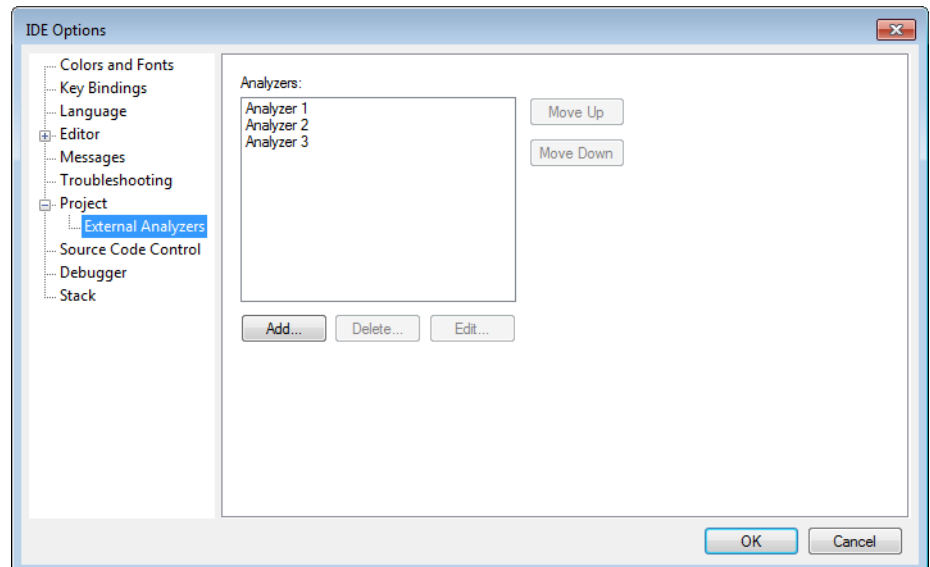 IDE Options
Colors and Fonts
Key Bindings
Language
Editor
Messages
Troubleshooting
Project
External Analyzers
Source Code Control
Debugger
Stack
Analyzers:
Analyzer 1
Analyzer 2
Analyzer 3
Move Up
Move Down
Add...
Delete...
Edit...
OK
Cancel